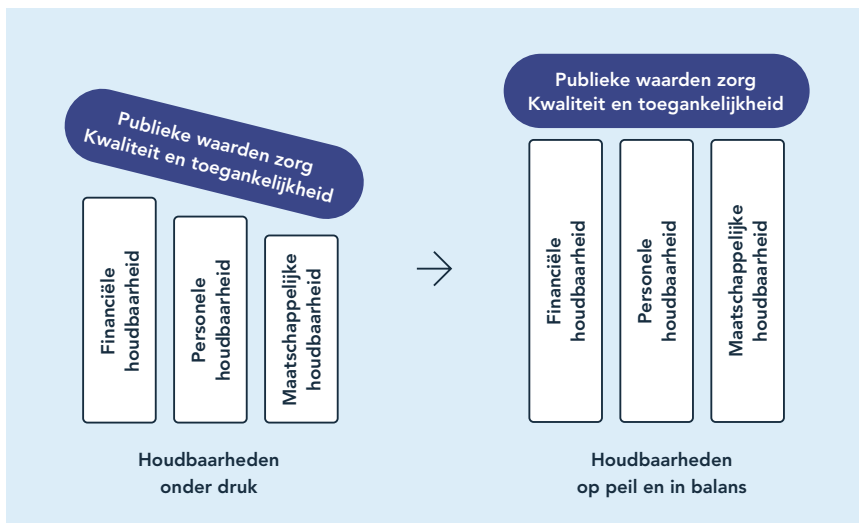 Publieke waarden zorg
Kwaliteit en toegankelijkheid
Financiële
houdbaarheid
Personele
houdbaarheid
Maatschappelijke
houdbaarheid
Houdbaarheden
onder druk
Publieke waarden zorg
Kwaliteit en toegankelijkheid
Financiële
houdbaarheid
Personele
houdbaarheid
Maatschappelijke
houdbaarheid
Houdbaarheden
op peil en in balans